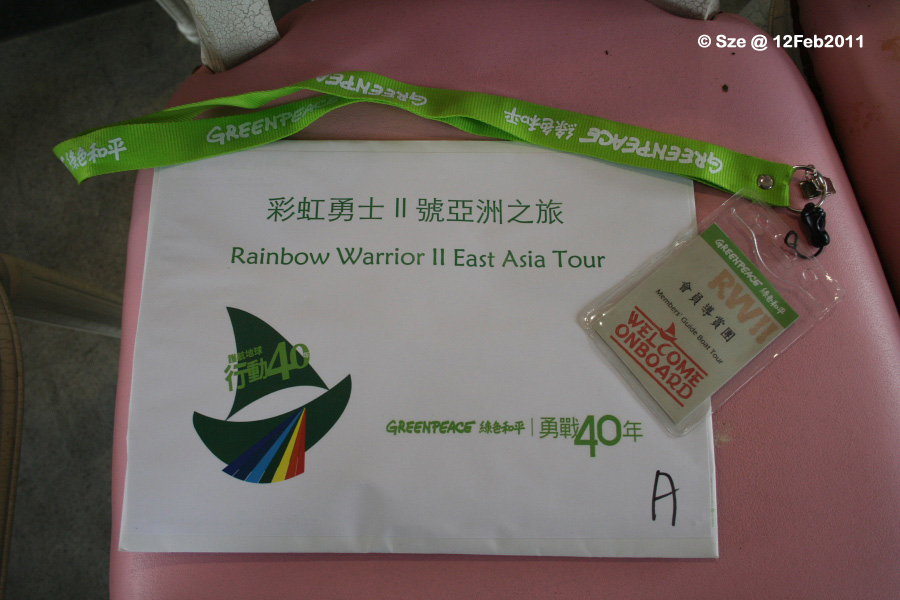 © Sze @ 12Feb2011
GREENPEACE
綠色和平
GREENPEACE
綠色和平
GREENPEACE
彩虹勇士 II 號亞洲之旅
Rainbow Warrior II East Asia Tour
護航地球
行動40年
GREENPEACE 綠色和平 | 勇戰40年
A
GREENPEACE 綠色和平
RWII
會員導賞團
Members' Guide Boat Tour
WELCOME
ONBOARD